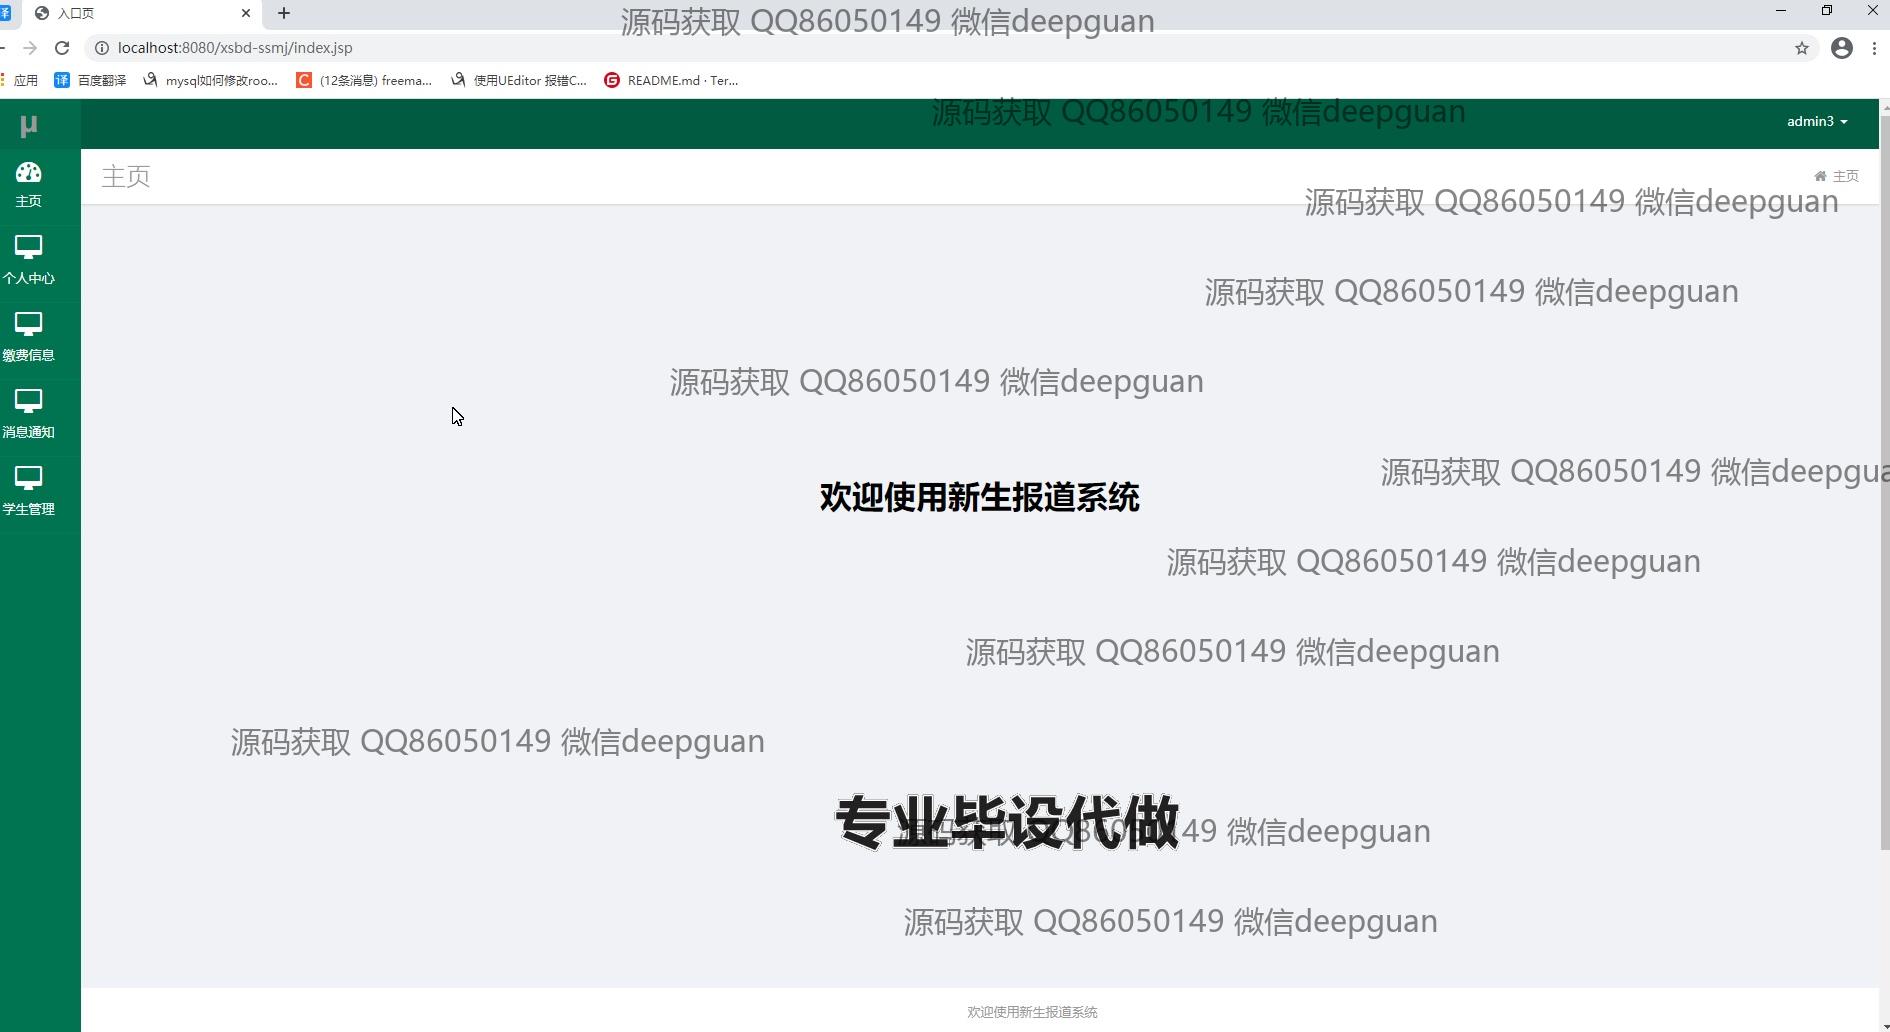 译
入口页
源码获取 QQ86050149 微信deepguan
localhost:8080/xsbd-ssmj/index.jsp
应用
译 百度翻译
mysql如何修改roo...
C (12条消息) freema...
使用UEditor 报错C...
G README.md · Ter...
源码获取 QQ86050149 微信deepguan
μ
admin3
主页
主页
源码获取 QQ86050149 微信deepguan
主页
个人中心
源码获取 QQ86050149 微信deepguan
缴费信息
源码获取 QQ86050149 微信deepguan
消息通知
源码获取 QQ86050149 微信deepgua
欢迎使用新生报道系统
学生管理
源码获取 QQ86050149 微信deepguan
源码获取 QQ86050149 微信deepguan
源码获取 QQ86050149 微信deepguan
专业毕设代做
源码获取 QQ86050149 微信deepguan
源码获取 QQ86050149 微信deepguan
欢迎使用新生报道系统